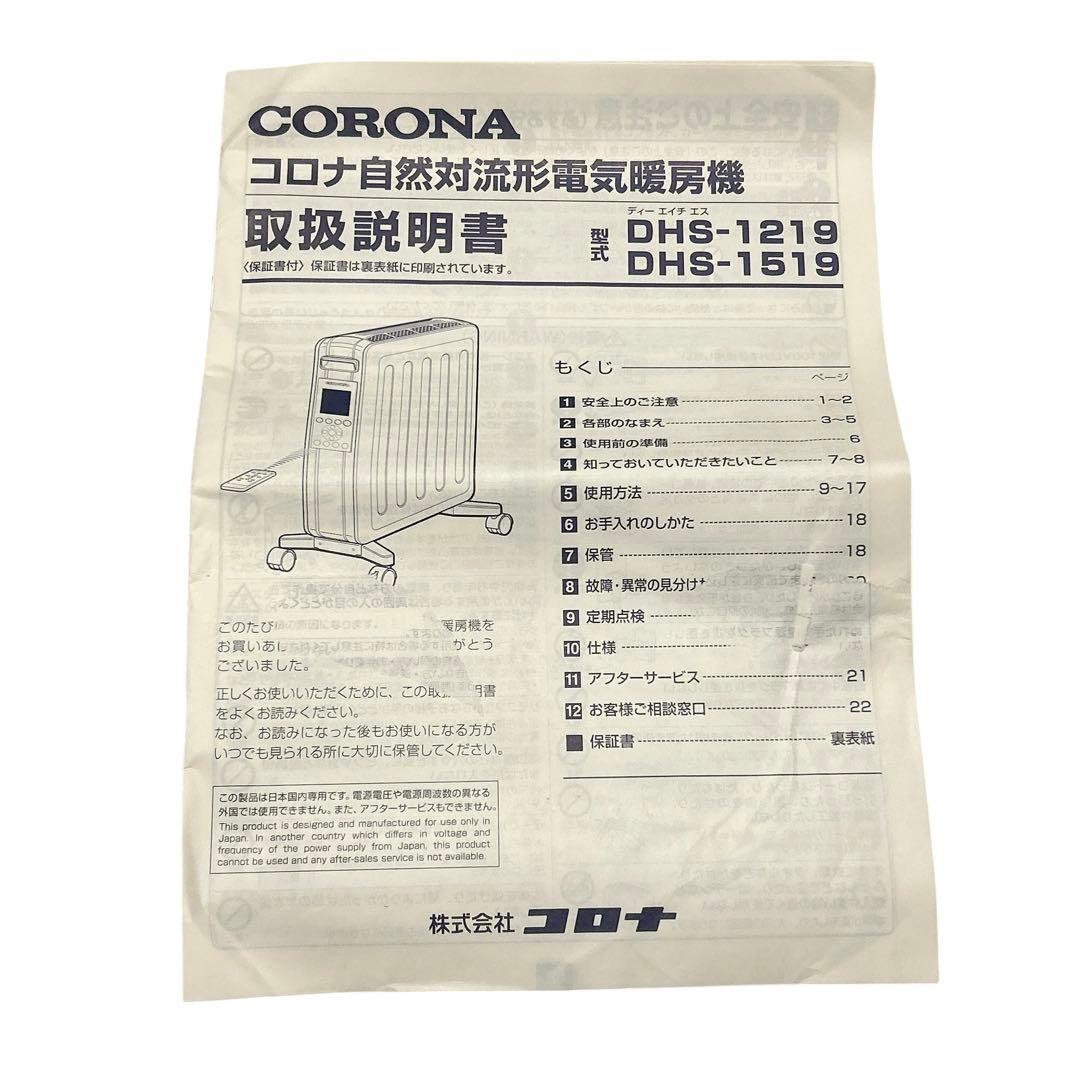 CORONA
コロナ自然対流形電気暖房機
取扱説明書
〈保証書付〉保証書は裏表紙に印刷されています。
型式
ディー エイチ エス
DHS-1219
DHS-1519
もくじ
ページ
1 安全上のご注意 1〜2
2 各部のなまえ 3〜5
3 使用前の準備 6
4 知っておいていただきたいこと 7〜8
5 使用方法 9〜17
6 お手入れのしかた 18
7 保管 18
8 故障・異常の見分け
9 定期点検
10 仕様
11 アフターサービス 21
12 お客様ご相談窓口 22
保証書 裏表紙
このたび 暖房機を
お買いあ がとう
ございました。
正しくお使いいただくために、この取 明書
をよくお読みください。
なお、お読みになった後もお使いになる方が
いつでも見られる所に大切に保管してください。
この製品は日本国内専用です。電源電圧や電源周波数の異なる
外国では使用できません。また、アフターサービスもできません。
This product is designed and manufactured for use only in
Japan. In another country which differs in voltage and
frequency of the power supply from Japan, this product
cannot be used and any after-sales service is not available.
株式会社 コロナ